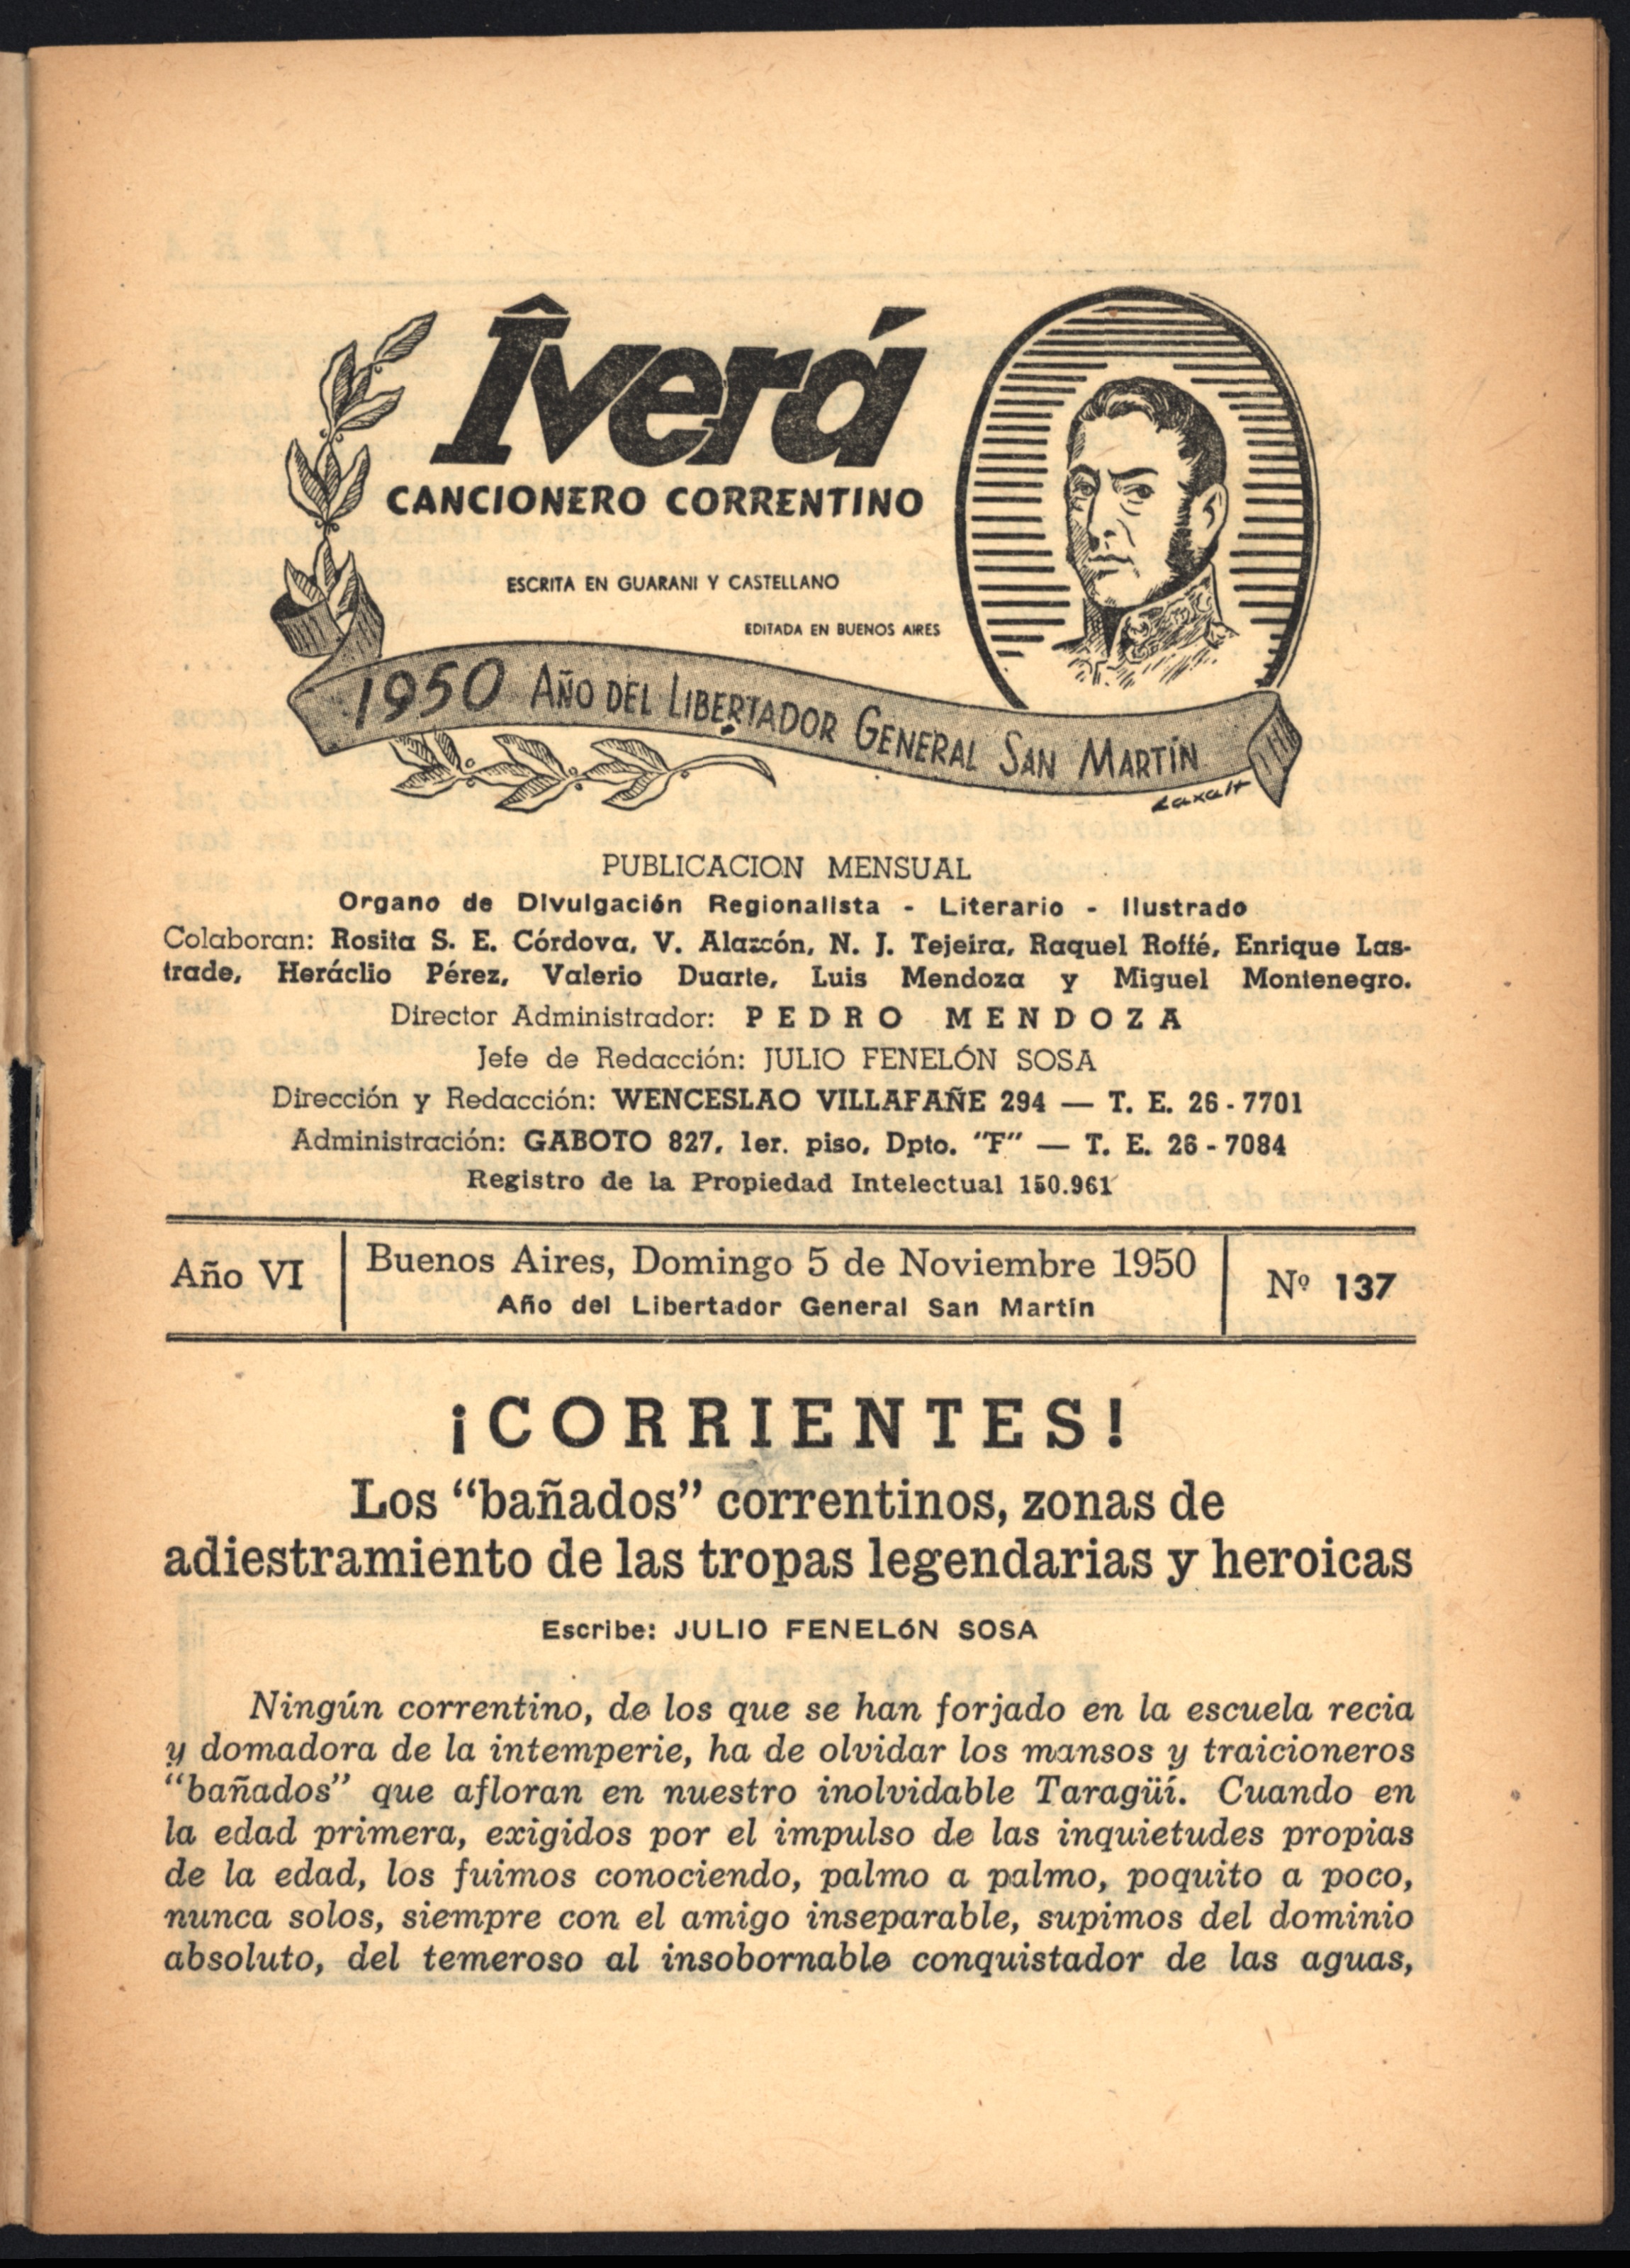 Îverá
CANCIONERO CORRENTINO
ESCRITA EN GUARANI Y CASTELLANO
EDITADA EN BUENOS AIRES
1950 AÑO DEL LIBERTADOR GENERAL SAN MARTÍN
PUBLICACION MENSUAL
Organo de Divulgación Regionalista - Literario - Ilustrado
Colaboran: Rosita S. E. Córdova, V. Alazcón, N. J. Tejeira, Raquel Roffé, Enrique Las-
trade, Heráclio Pérez, Valerio Duarte, Luis Mendoza y Miguel Montenegro.
Director Administrador: PEDRO MENDOZA
Jefe de Redacción: JULIO FENELÓN SOSA
Dirección y Redacción: WENCESLAO VILLAFAÑE 294 — T. E. 26 - 7701
Administración: GABOTO 827, 1er. piso, Dpto. "F" — T. E. 26 - 7084
Registro de la Propiedad Intelectual 150.961
Año VI
Buenos Aires, Domingo 5 de Noviembre 1950
Año del Libertador General San Martín
Nº 137
¡CORRIENTES!
Los "bañados" correntinos, zonas de
adiestramiento de las tropas legendarias y heroicas
Escribe: JULIO FENELÓN SOSA
Ningún correntino, de los que se han forjado en la escuela recia
y domadora de la intemperie, ha de olvidar los mansos y traicioneros
"bañados" que afloran en nuestro inolvidable Taragüí. Cuando en
la edad primera, exigidos por el impulso de las inquietudes propias
de la edad, los fuimos conociendo, palmo a palmo, poquito a poco,
nunca solos, siempre con el amigo inseparable, supimos del dominio
absoluto, del temeroso al insobornable conquistador de las aguas,